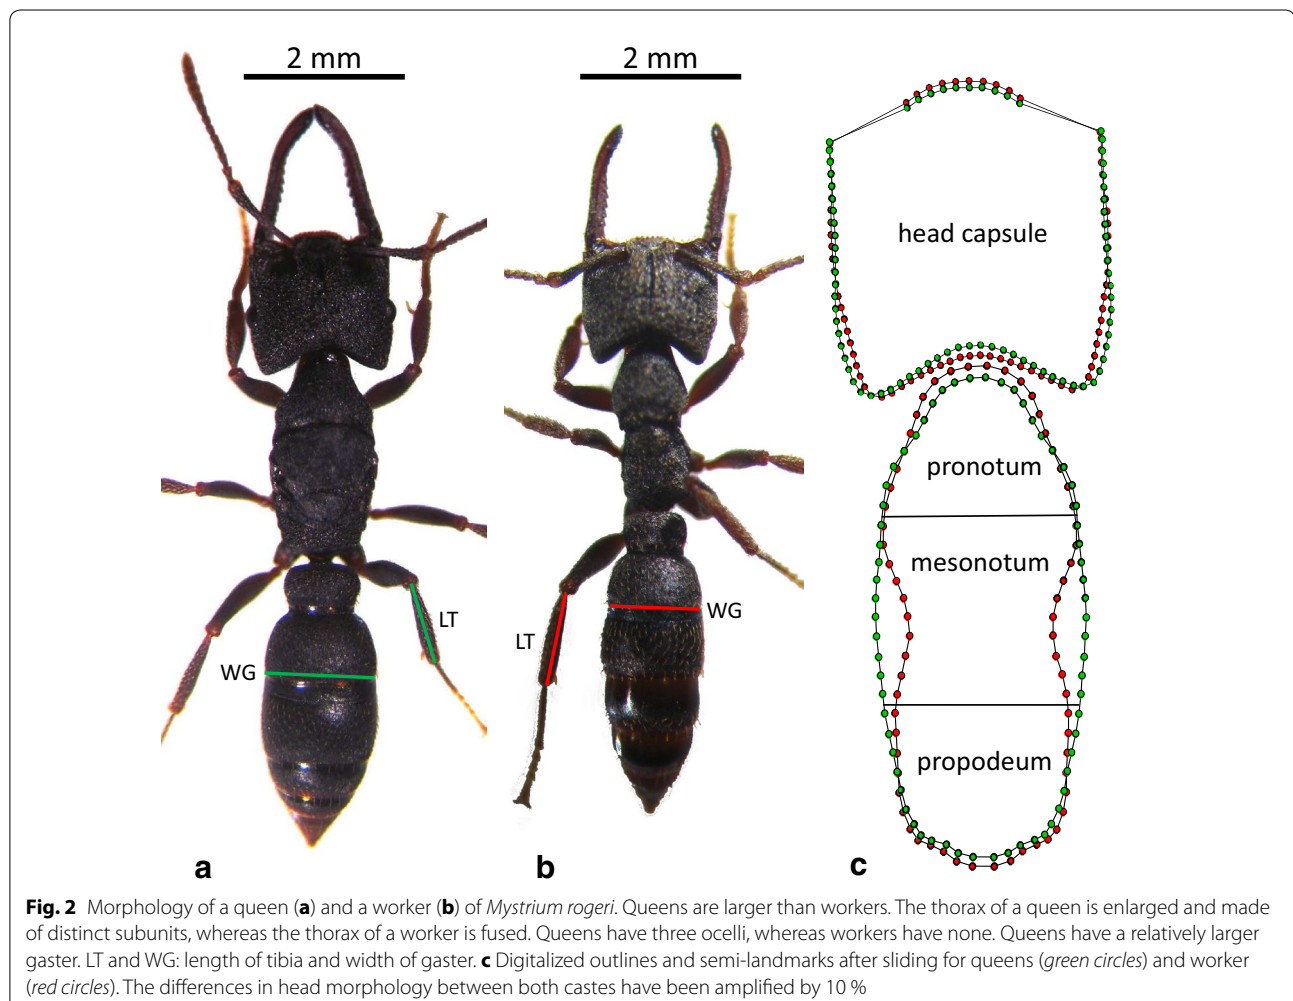 2 mm
2 mm
head capsule
pronotum
mesonotum
propodeum
LT
WG
LT
WG
a
b
c
Fig. 2 Morphology of a queen (a) and a worker (b) of Mystrium rogeri. Queens are larger than workers. The thorax of a queen is enlarged and made
of distinct subunits, whereas the thorax of a worker is fused. Queens have three ocelli, whereas workers have none. Queens have a relatively larger
gaster. LT and WG: length of tibia and width of gaster. c Digitalized outlines and semi-landmarks after sliding for queens (green circles) and worker
(red circles). The differences in head morphology between both castes have been amplified by 10 %